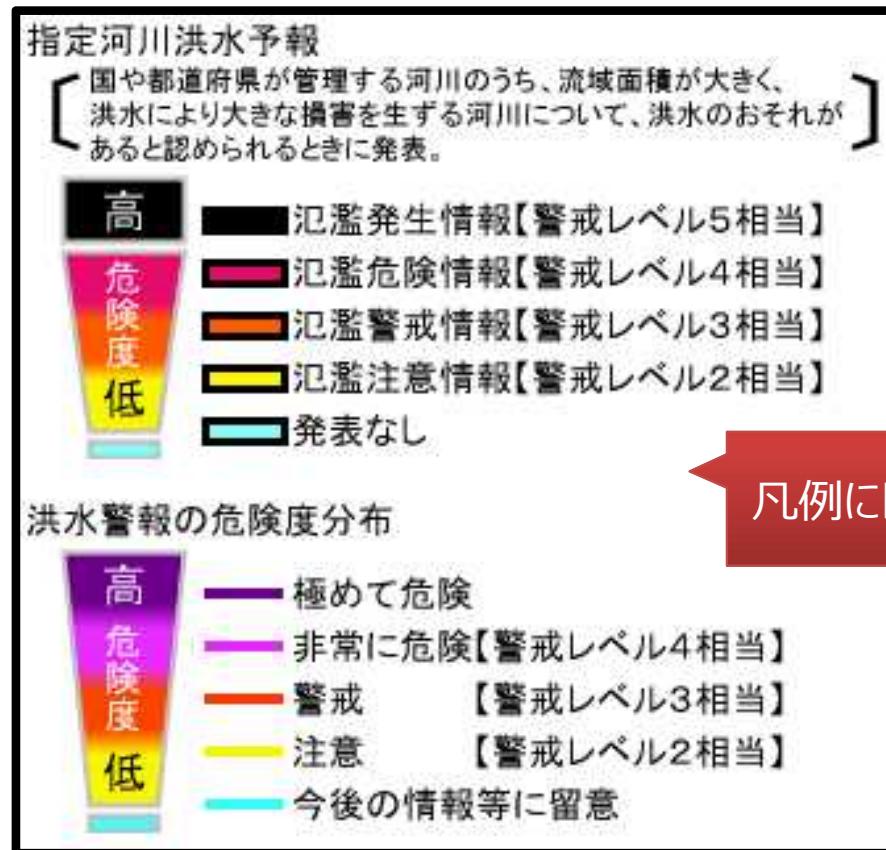 指定河川洪水予報
国や都道府県が管理する河川のうち、流域面積が大きく、
洪水により大きな損害を生ずる河川について、洪水のおそれが
あると認められるときに発表。
高
危険度
低
氾濫発生情報【警戒レベル5相当】
氾濫危険情報【警戒レベル4相当】
氾濫警戒情報【警戒レベル3相当】
氾濫注意情報【警戒レベル2相当】
発表なし
凡例に
洪水警報の危険度分布
高
危険度
低
極めて危険
非常に危険【警戒レベル4相当】
警戒 【警戒レベル3相当】
注意 【警戒レベル2相当】
今後の情報等に留意